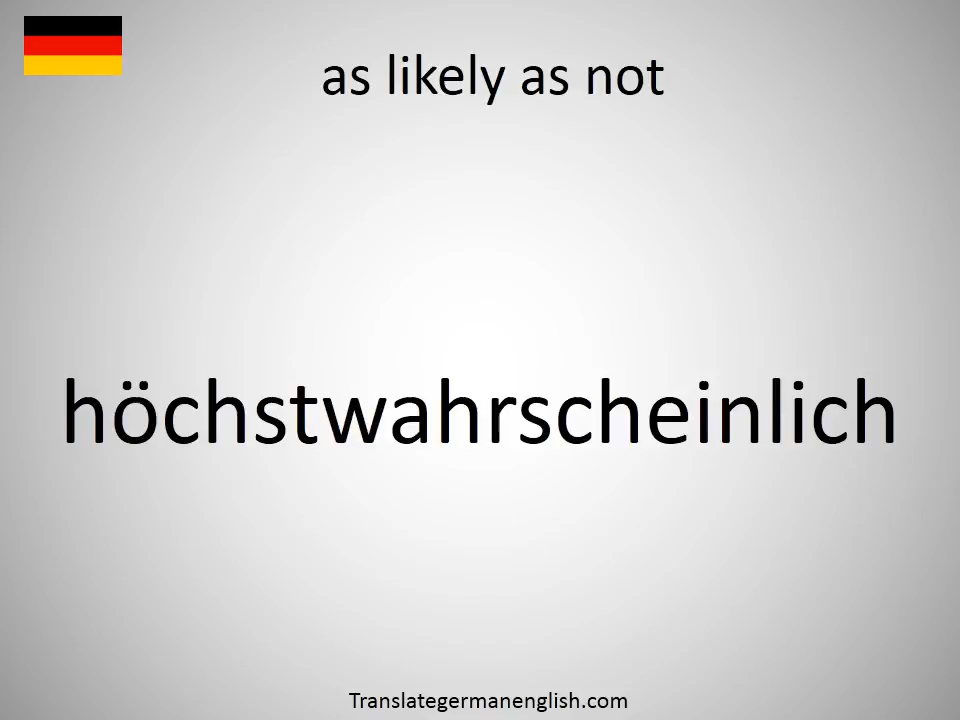 as likely as not
höchstwahrscheinlich
Translategermanenglish.com